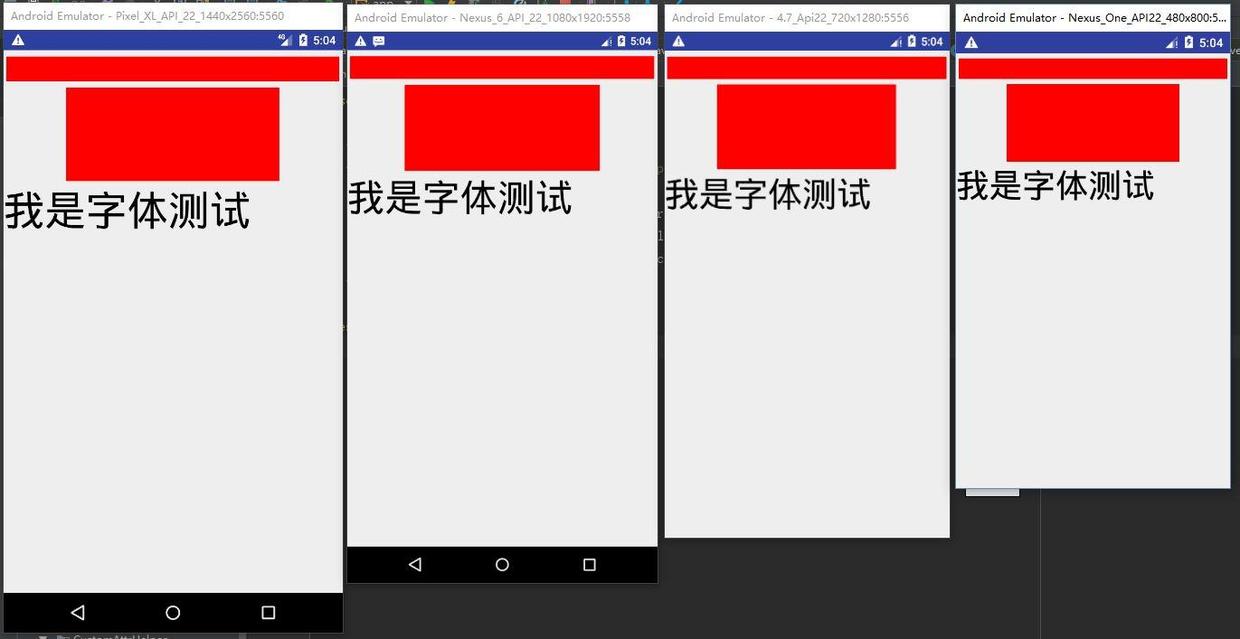 Android Emulator - Pixel_XL_API_22_1440x2560:5560
4G 5:04
我是字体测试
Android Emulator - Nexus_6_API_22_1080x1920:5558
5:04
我是字体测试
Android Emulator - 4.7_Api22_720x1280:5556
5:04
我是字体测试
Android Emulator - Nexus_One_API22_480x800:5...
5:04
我是字体测试